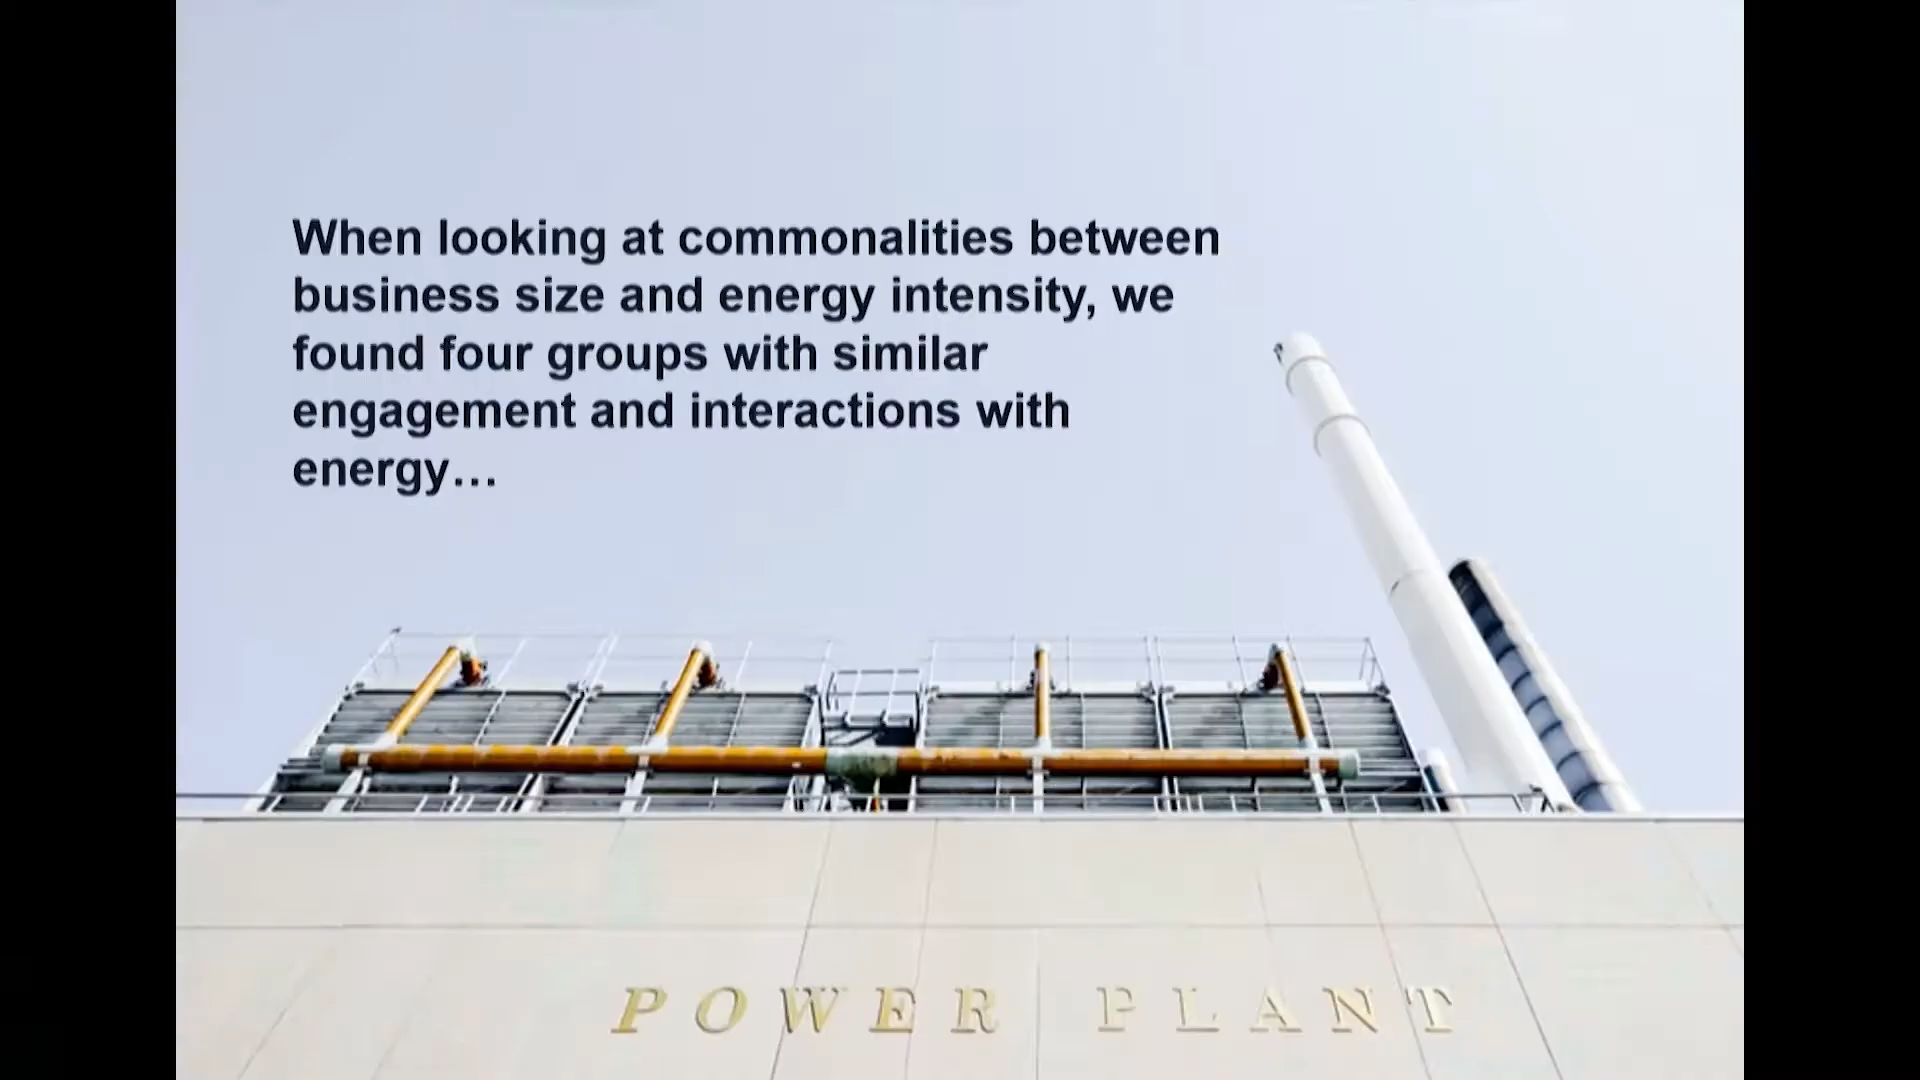 When looking at commonalities between
business size and energy intensity, we
found four groups with similar
engagement and interactions with
energy…
POWER PLANT